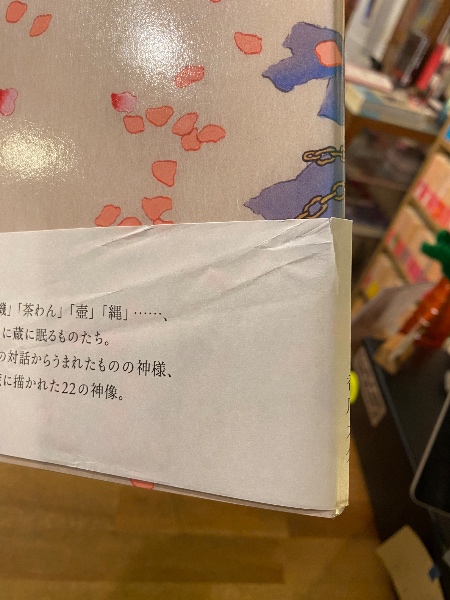 」「茶わん」「壺」「縄」……、
に蔵に眠るものたち。
の対話からうまれたものの神様、
に描かれた22の神像。